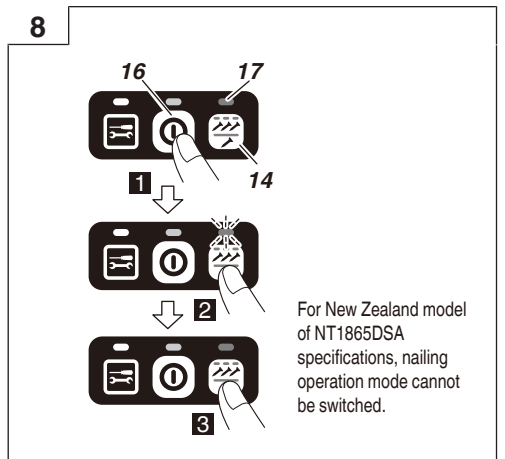 8
16 17
14
1
2
3
For New Zealand model
of NT1865DSA
specifications, nailing
operation mode cannot
be switched.